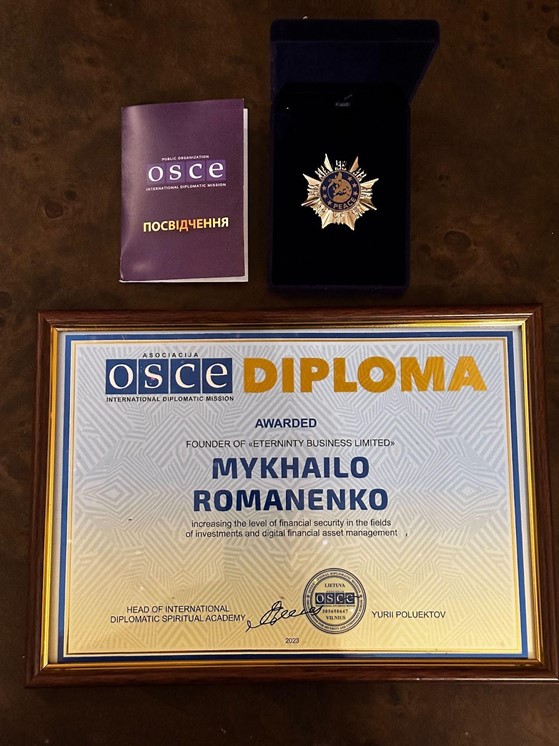 PUBLIC ORGANIZATION
osce
INTERNATIONAL DIPLOMATIC MISSION
ПОСВІДЧЕННЯ
PEACE
ASOCIACIJA
osce DIPLOMA
INTERNATIONAL DIPLOMATIC MISSION
AWARDED
FOUNDER OF «ETERNINTY BUSINESS LIMITED»
MYKHAILO
ROMANENKO
increasing the level of financial security in the fields
of investments and digital financial asset management
LIETUVA
OSCE
305696647
VILNIUS
HEAD OF INTERNATIONAL
DIPLOMATIC SPIRITUAL ACADEMY
YURII POLUEKTOV
2023